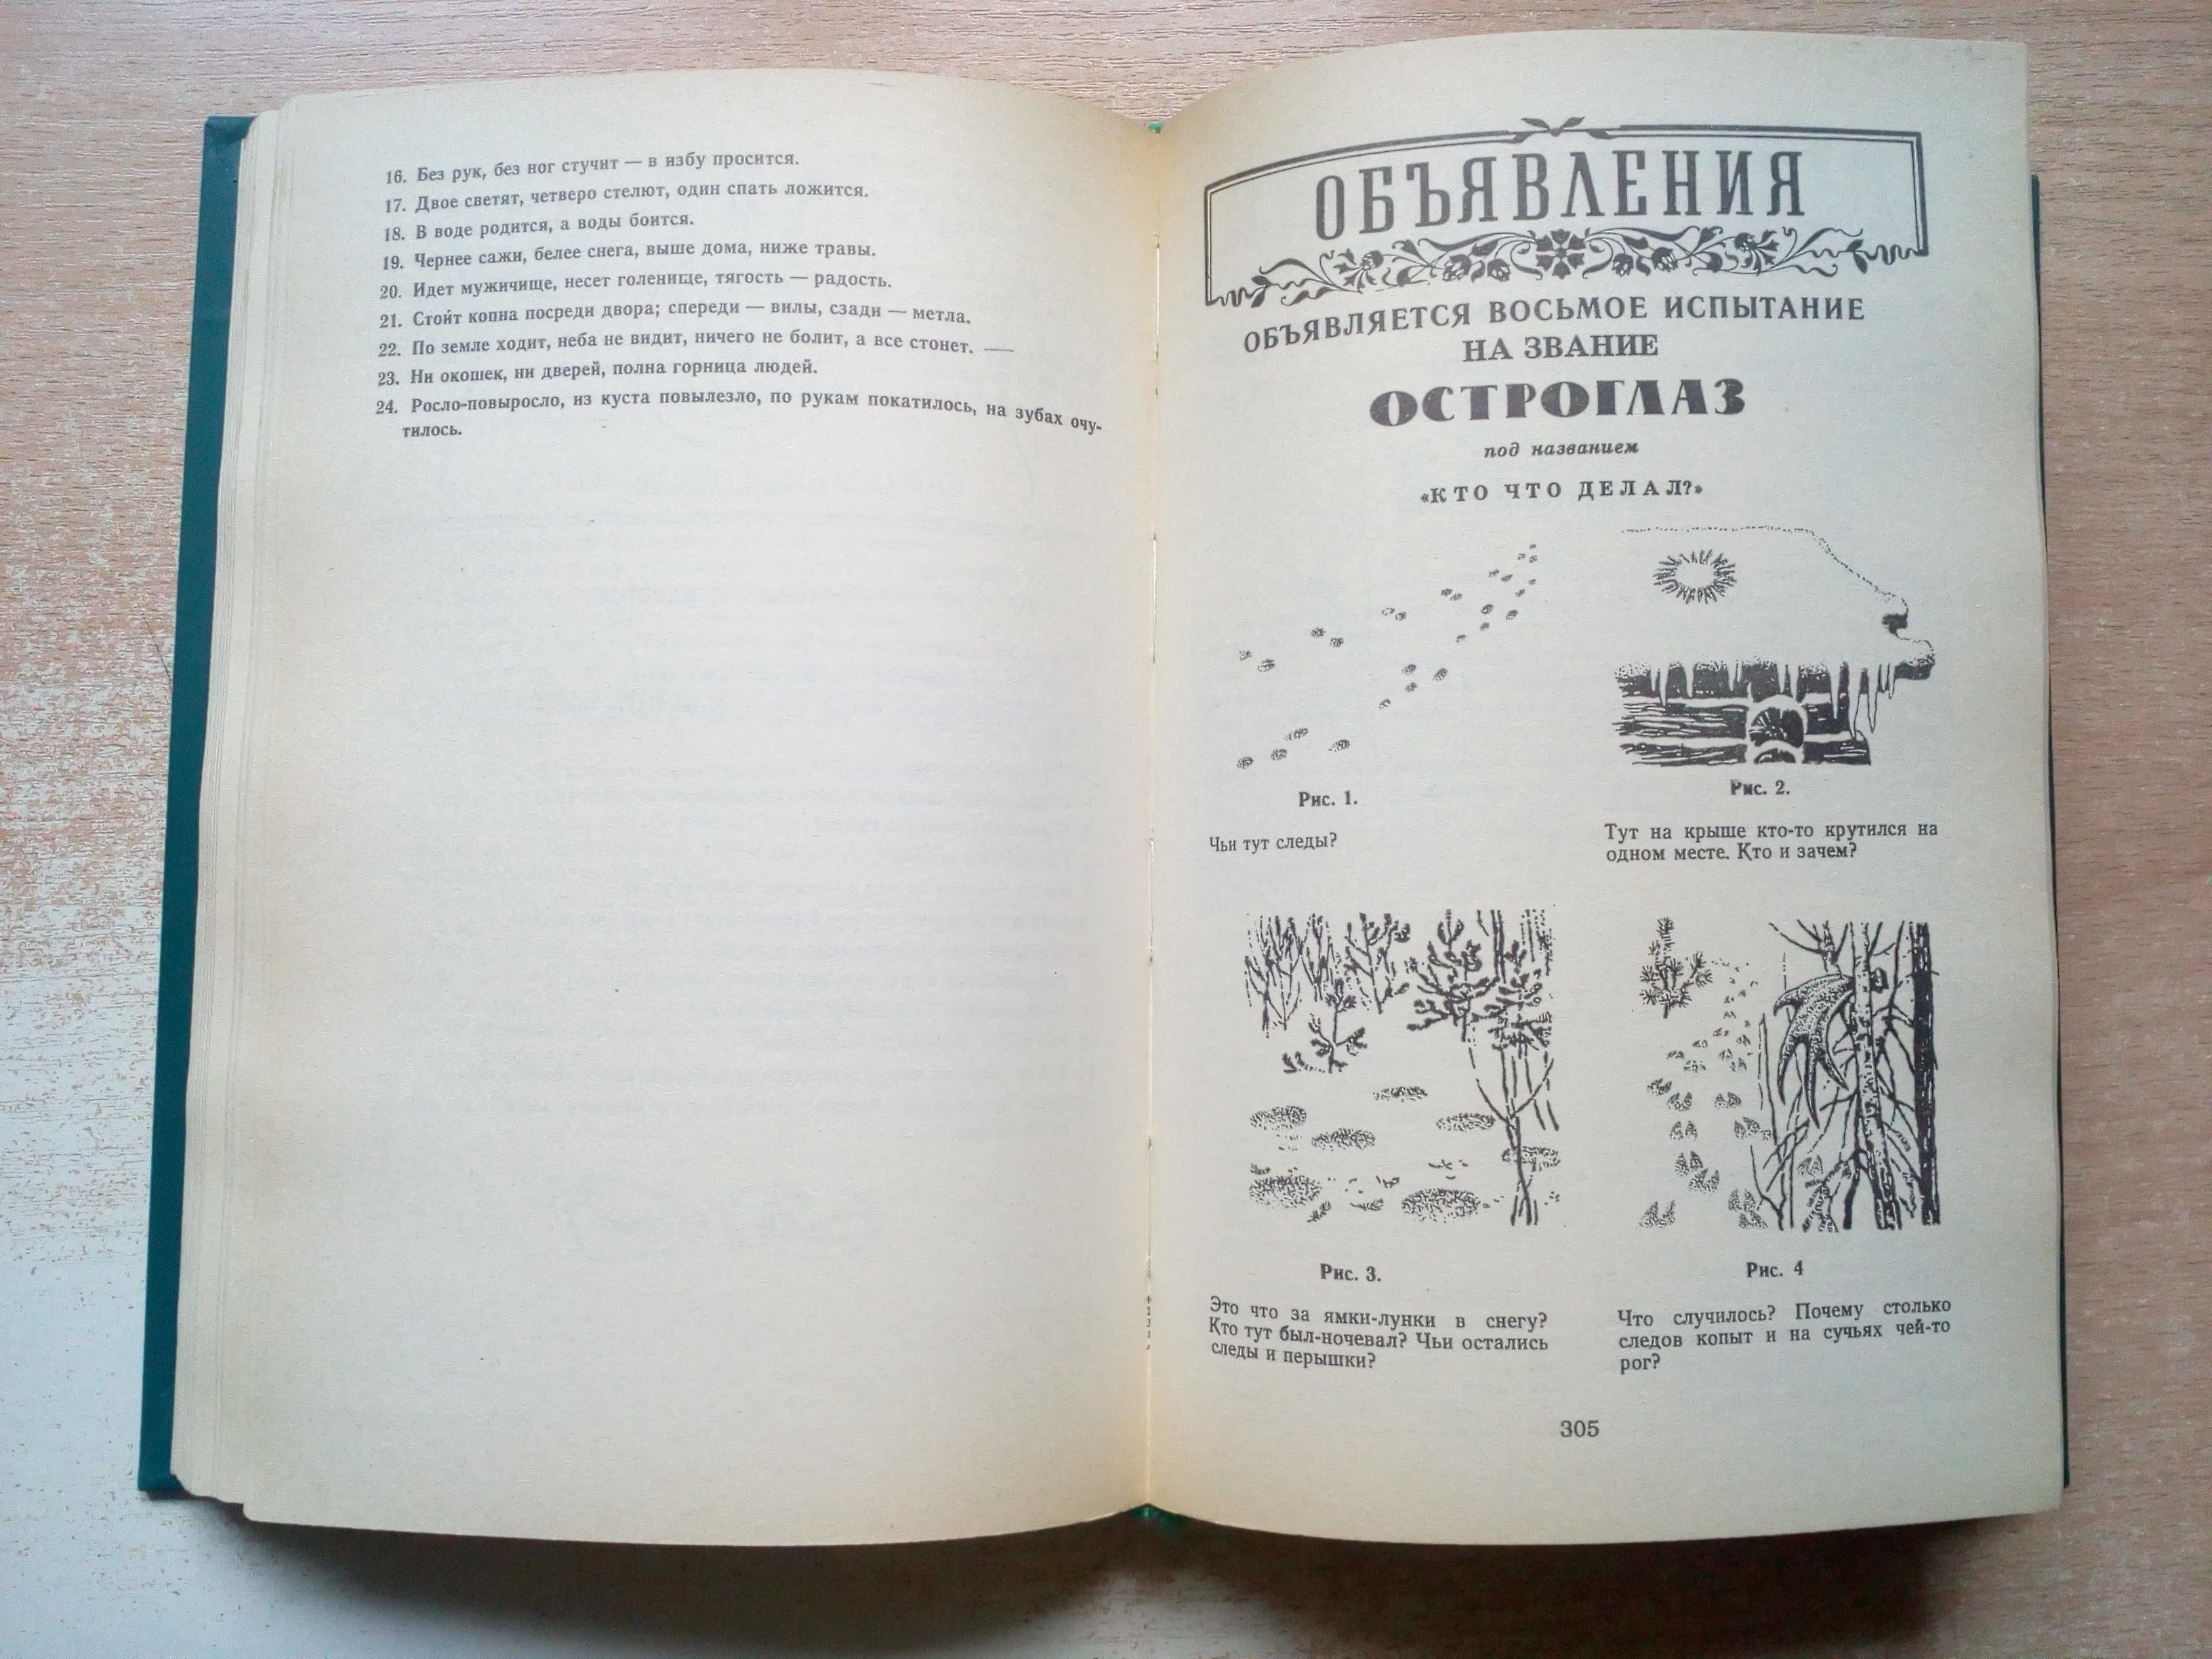 16. Без рук, без ног стучит — в избу просится.
17. Двое светят, четверо стелют, один спать ложится.
18. В воде родится, а воды боится.
19. Чернее сажи, белее снега, выше дома, ниже травы.
20. Идет мужичище, несет голенище, тягость — радость.
21. Стоит копна посреди двора; спереди — вилы, сзади — метла.
22. По земле ходит, неба не видит, ничего не болит, а все стонет.
23. Ни окошек, ни дверей, полна горница людей.
24. Росло-повыросло, из куста повылезло, по рукам покатилось, на зубах очу-
тилось.
ОБЪЯВЛЕНИЯ
ОБЪЯВЛЯЕТСЯ ВОСЬМОЕ ИСПЫТАНИЕ
НА ЗВАНИЕ
ОСТРОГЛАЗ
под названием
«КТО ЧТО ДЕЛАЛ?»
Рис. 1.
Чьи тут следы?
Рис. 2.
Тут на крыше кто-то крутился на
одном месте. Кто и зачем?
Рис. 3.
Это что за ямки-лунки в снегу?
Кто тут был-ночевал? Чьи остались
следы и перышки?
Рис. 4
Что случилось? Почему столько
следов копыт и на сучьях чей-то
рог?
305